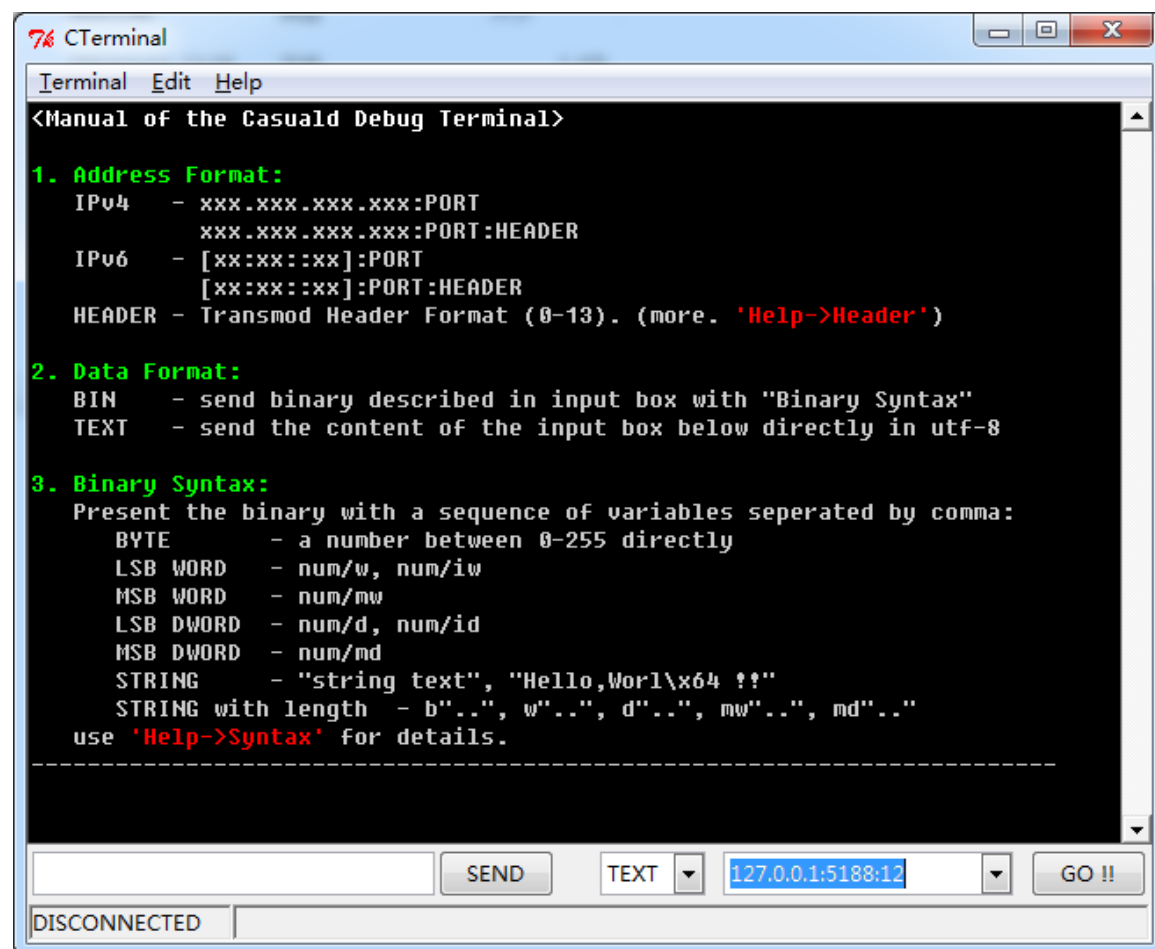 CTerminal
Terminal Edit Help
<Manual of the Casuald Debug Terminal>
1. Address Format:
IPv4 - xxx.xxx.xxx.xxx:PORT
xxx.xxx.xxx.xxx:PORT:HEADER
IPv6 - [xx:xx::xx]:PORT
[xx:xx::xx]:PORT:HEADER
HEADER - Transmod Header Format (0-13). (more. 'Help->Header')
2. Data Format:
BIN - send binary described in input box with "Binary Syntax"
TEXT - send the content of the input box below directly in utf-8
3. Binary Syntax:
Present the binary with a sequence of variables seperated by comma:
BYTE - a number between 0-255 directly
LSB WORD - num/w, num/iw
MSB WORD - num/mw
LSB DWORD - num/d, num/id
MSB DWORD - num/md
STRING - "string text", "Hello,Worl\x64 !!"
STRING with length - b"..", w"..", d"..", mw"..", md".."
use 'Help->Syntax' for details.
-------------------------------------------------------------------------
SEND TEXT 127.0.0.1:5188:12 GO !!
DISCONNECTED